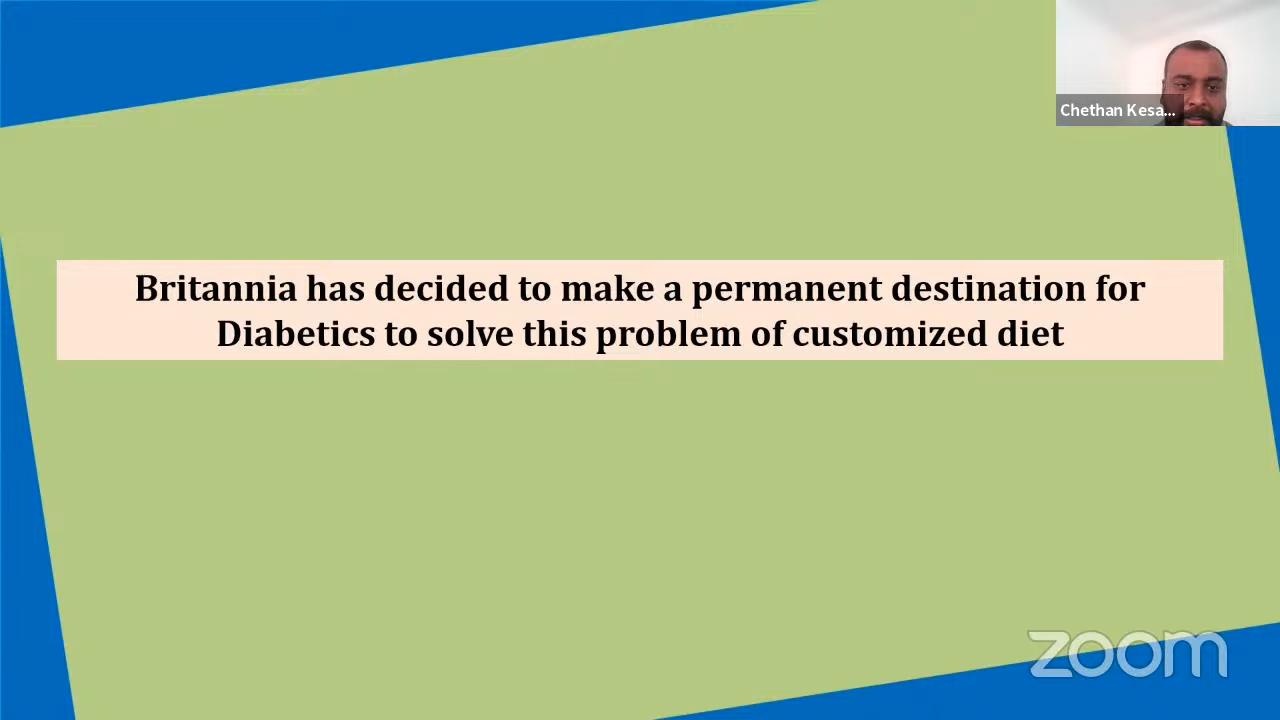 Chethan Kesa...
Britannia has decided to make a permanent destination for
Diabetics to solve this problem of customized diet
zoom